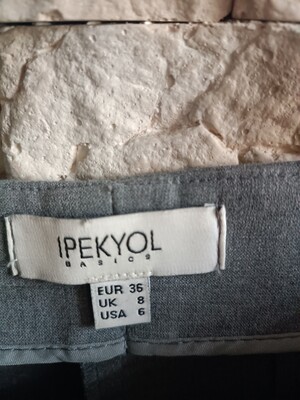 IPEKYOL
BASICS
EUR 36
UK 8
USA 6